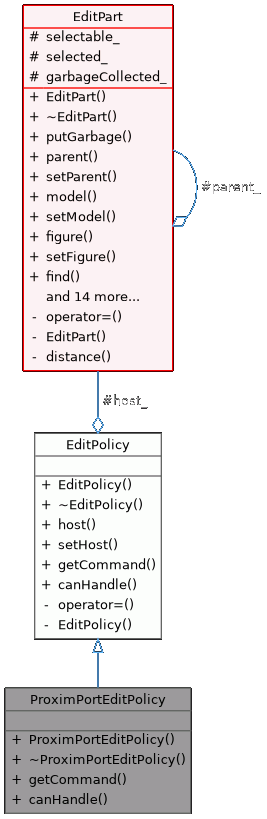 EditPart
# selectable_
# selected_
# garbageCollected_
+ EditPart()
+ ~EditPart()
+ putGarbage()
+ parent()
+ setParent()
+ model()
+ setModel()
+ figure()
+ setFigure()
+ find()
and 14 more...
- operator=()
- EditPart()
- distance()
#parent_
#host_
EditPolicy
+ EditPolicy()
+ ~EditPolicy()
+ host()
+ setHost()
+ getCommand()
+ canHandle()
- operator=()
- EditPolicy()
ProximPortEditPolicy
+ ProximPortEditPolicy()
+ ~ProximPortEditPolicy()
+ getCommand()
+ canHandle()